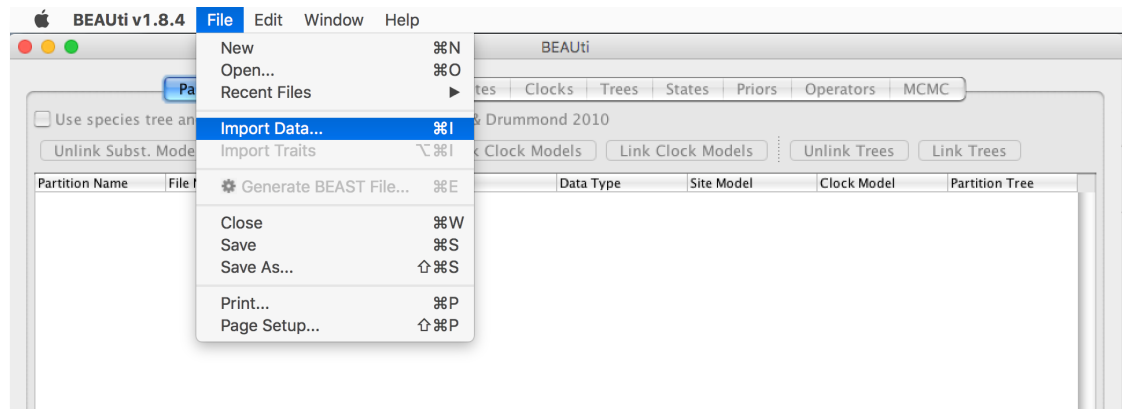 BEAUti v1.8.4 File Edit Window Help
BEAUti
New ⌘N
Open... ⌘O
Recent Files ▶
Import Data... ⌘I
Import Traits ⌥⌘I
Generate BEAST File... ⌘E
Close ⌘W
Save ⌘S
Save As... ⇧⌘S
Print... ⌘P
Page Setup... ⇧⌘P
Pa tes Clocks Trees States Priors Operators MCMC
Use species tree an & Drummond 2010
Unlink Subst. Mode k Clock Models Link Clock Models Unlink Trees Link Trees
Partition Name File N Data Type Site Model Clock Model Partition Tree